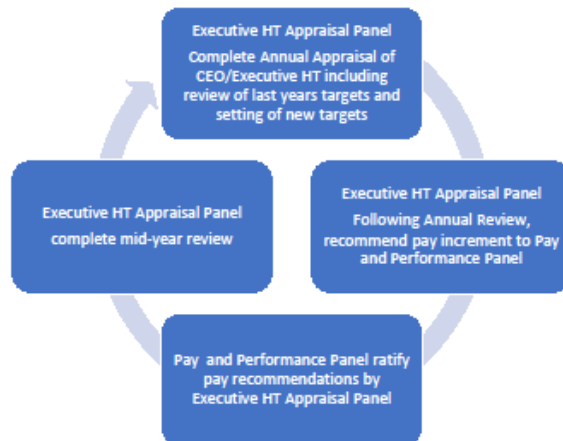 Executive HT Appraisal Panel
Complete Annual Appraisal of
CEO/Executive HT including
review of last years targets and
setting of new targets
Executive HT Appraisal Panel
Following Annual Review,
recommend pay increment to Pay
and Performance Panel
Pay and Performance Panel ratify
pay recommendations by
Executive HT Appraisal Panel
Executive HT Appraisal Panel
complete mid-year review